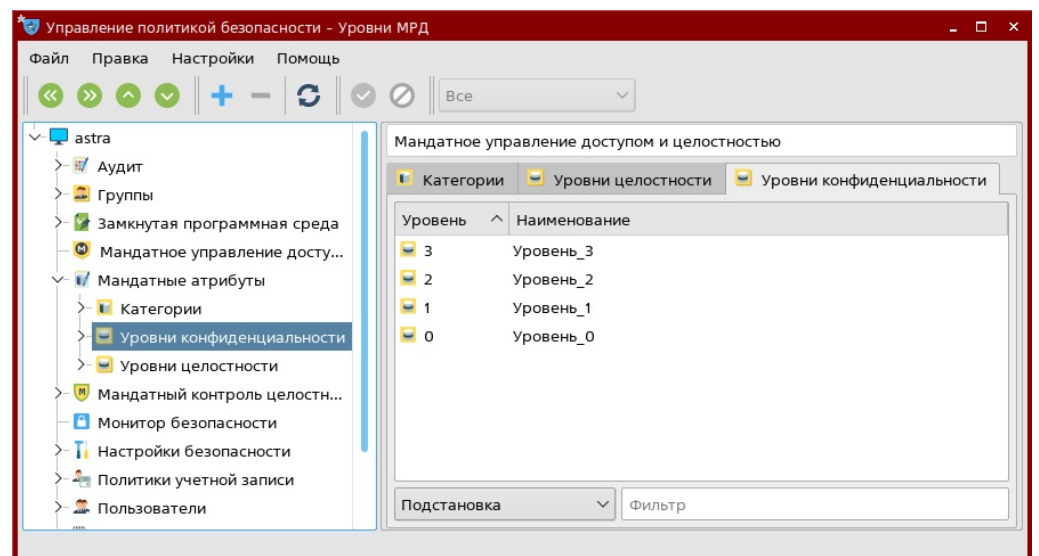 Управление политикой безопасности – Уровни МРД
Файл Правка Настройки Помощь
Все
astra
Аудит
Группы
Замкнутая программная среда
Мандатное управление досту...
Мандатные атрибуты
Категории
Уровни конфиденциальности
Уровни целостности
Мандатный контроль целостн...
Монитор безопасности
Настройки безопасности
Политики учетной записи
Пользователи
Мандатное управление доступом и целостностью
Категории Уровни целостности Уровни конфиденциальности
Уровень Наименование
3 Уровень_3
2 Уровень_2
1 Уровень_1
0 Уровень_0
Подстановка Фильтр